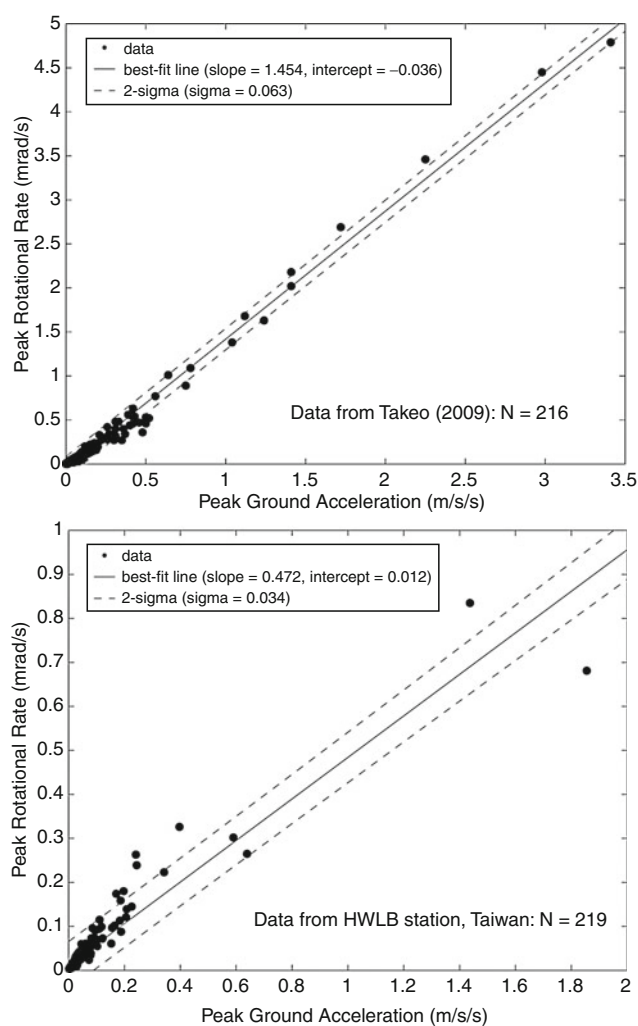 5
4.5
4
3.5
3
2.5
2
1.5
1
0.5
0
Peak Rotational Rate (mrad/s)
data
best-fit line (slope = 1.454, intercept = –0.036)
2-sigma (sigma = 0.063)
Data from Takeo (2009): N = 216
0 0.5 1 1.5 2 2.5 3 3.5
Peak Ground Acceleration (m/s/s)
1
0.9
0.8
0.7
0.6
0.5
0.4
0.3
0.2
0.1
0
Peak Rotational Rate (mrad/s)
data
best-fit line (slope = 0.472, intercept = 0.012)
2-sigma (sigma = 0.034)
Data from HWLB station, Taiwan: N = 219
0 0.2 0.4 0.6 0.8 1 1.2 1.4 1.6 1.8 2
Peak Ground Acceleration (m/s/s)